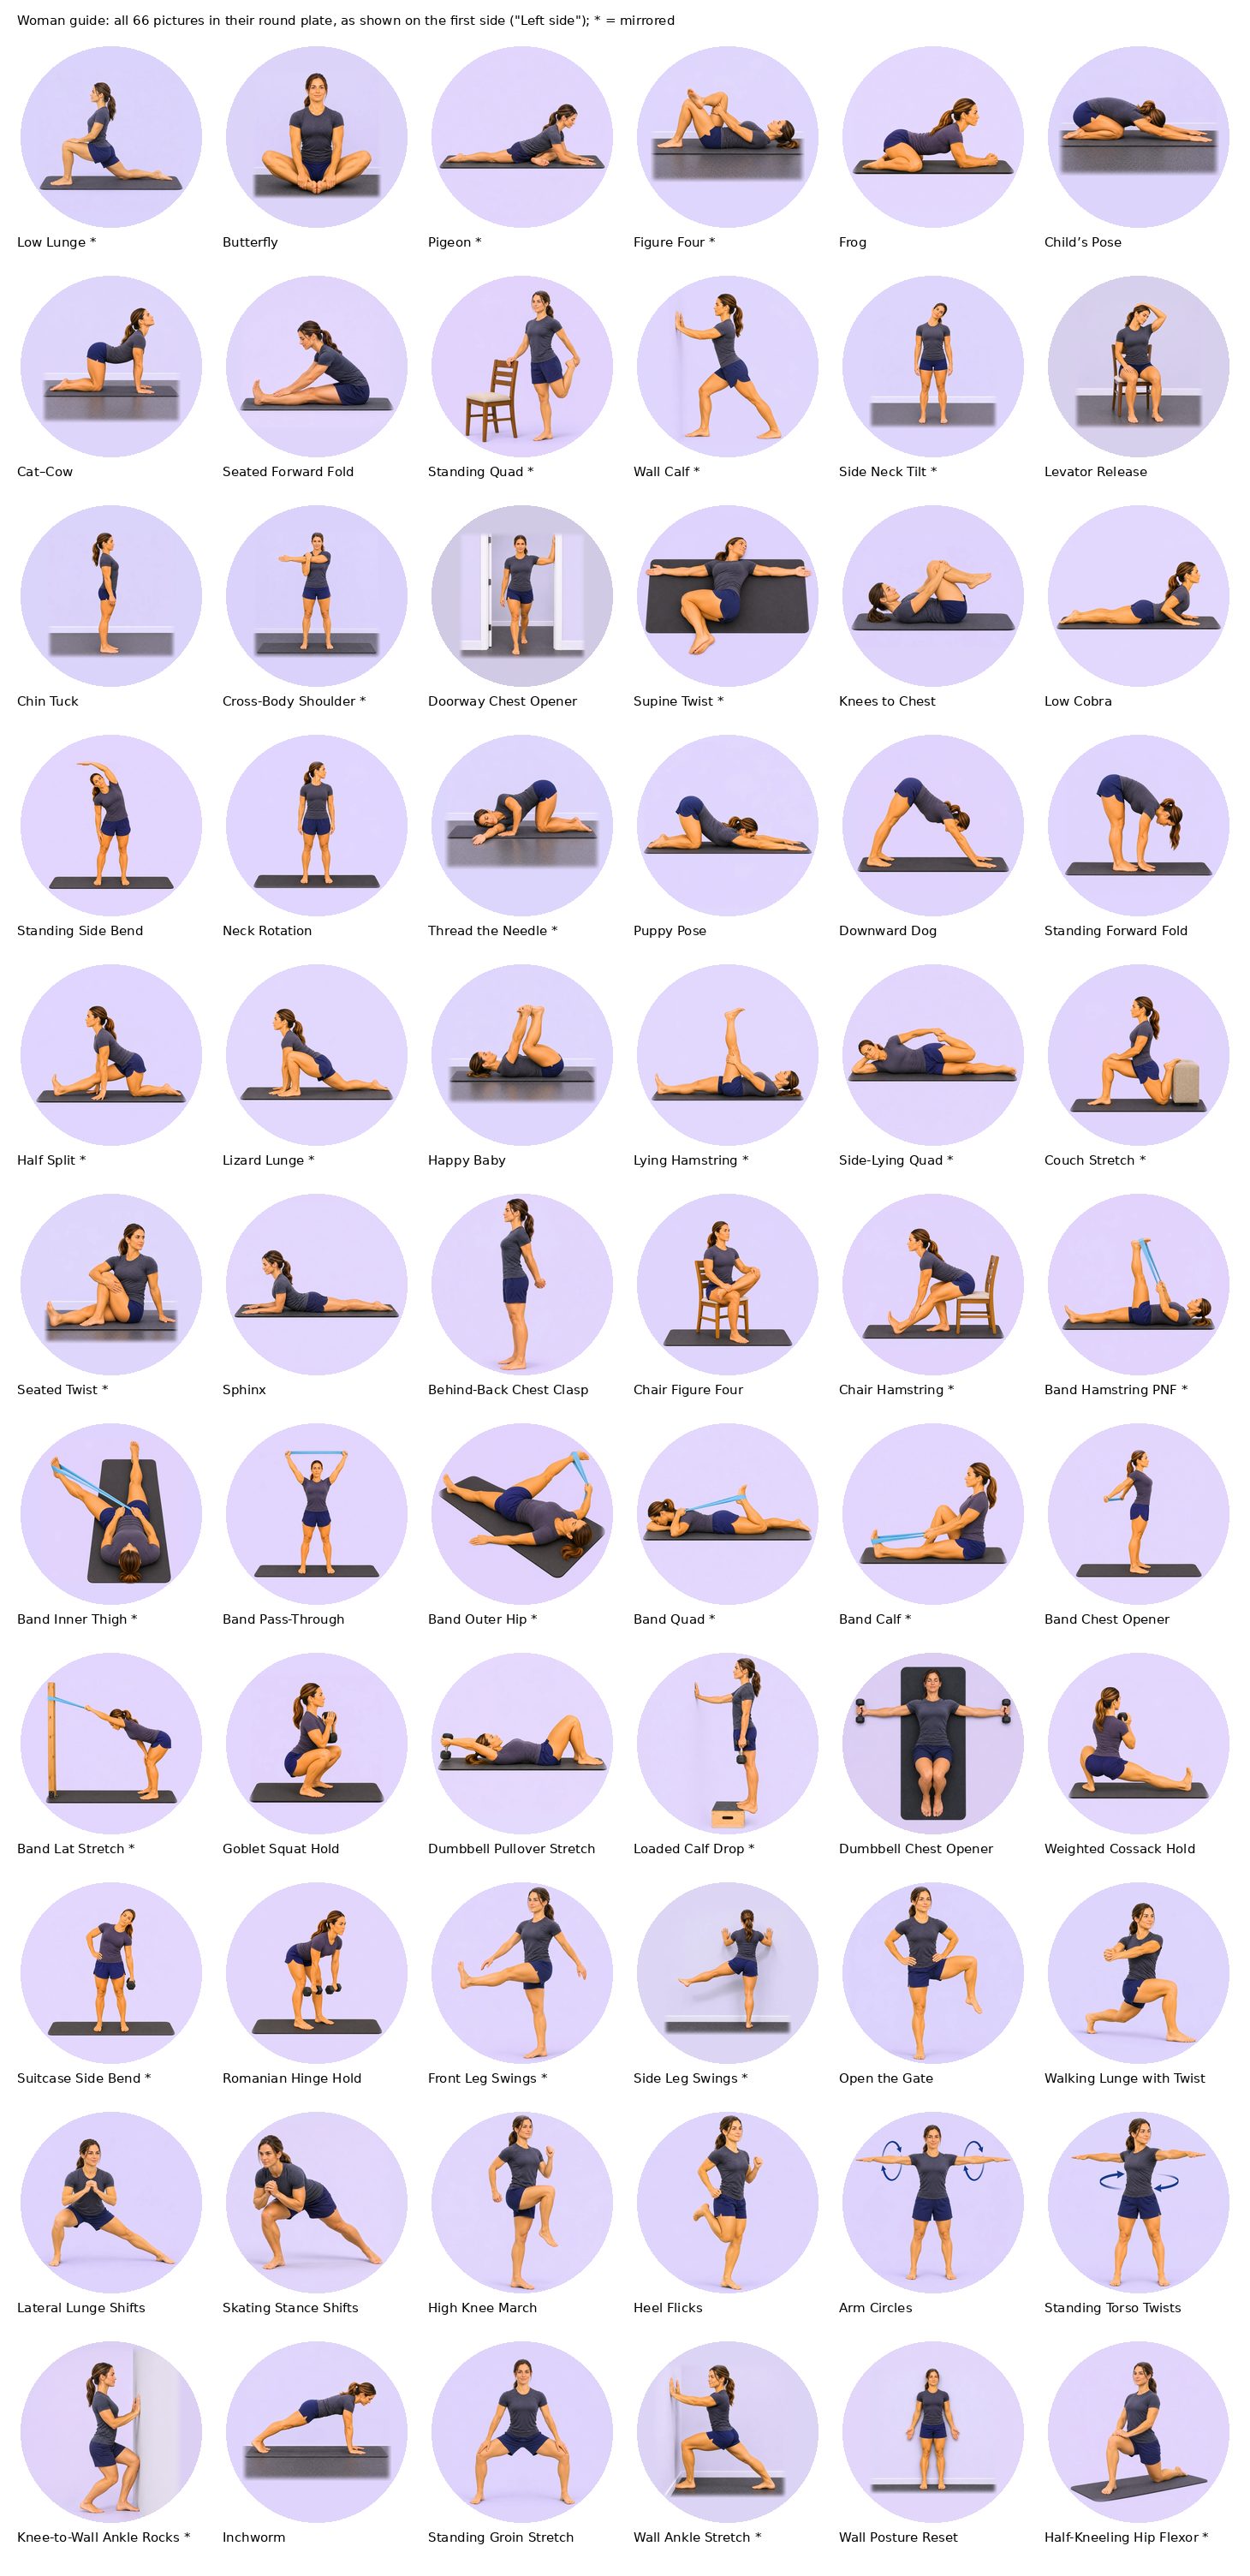 Woman guide: all 66 pictures in their round plate, as shown on the first side ("Left side"); * = mirrored
Low Lunge *
Butterfly
Pigeon *
Figure Four *
Frog
Child’s Pose
Cat–Cow
Seated Forward Fold
Standing Quad *
Wall Calf *
Side Neck Tilt *
Levator Release
Chin Tuck
Cross-Body Shoulder *
Doorway Chest Opener
Supine Twist *
Knees to Chest
Low Cobra
Standing Side Bend
Neck Rotation
Thread the Needle *
Puppy Pose
Downward Dog
Standing Forward Fold
Half Split *
Lizard Lunge *
Happy Baby
Lying Hamstring *
Side-Lying Quad *
Couch Stretch *
Seated Twist *
Sphinx
Behind-Back Chest Clasp
Chair Figure Four
Chair Hamstring *
Band Hamstring PNF *
Band Inner Thigh *
Band Pass-Through
Band Outer Hip *
Band Quad *
Band Calf *
Band Chest Opener
Band Lat Stretch *
Goblet Squat Hold
Dumbbell Pullover Stretch
Loaded Calf Drop *
Dumbbell Chest Opener
Weighted Cossack Hold
Suitcase Side Bend *
Romanian Hinge Hold
Front Leg Swings *
Side Leg Swings *
Open the Gate
Walking Lunge with Twist
Lateral Lunge Shifts
Skating Stance Shifts
High Knee March
Heel Flicks
Arm Circles
Standing Torso Twists
Knee-to-Wall Ankle Rocks *
Inchworm
Standing Groin Stretch
Wall Ankle Stretch *
Wall Posture Reset
Half-Kneeling Hip Flexor *